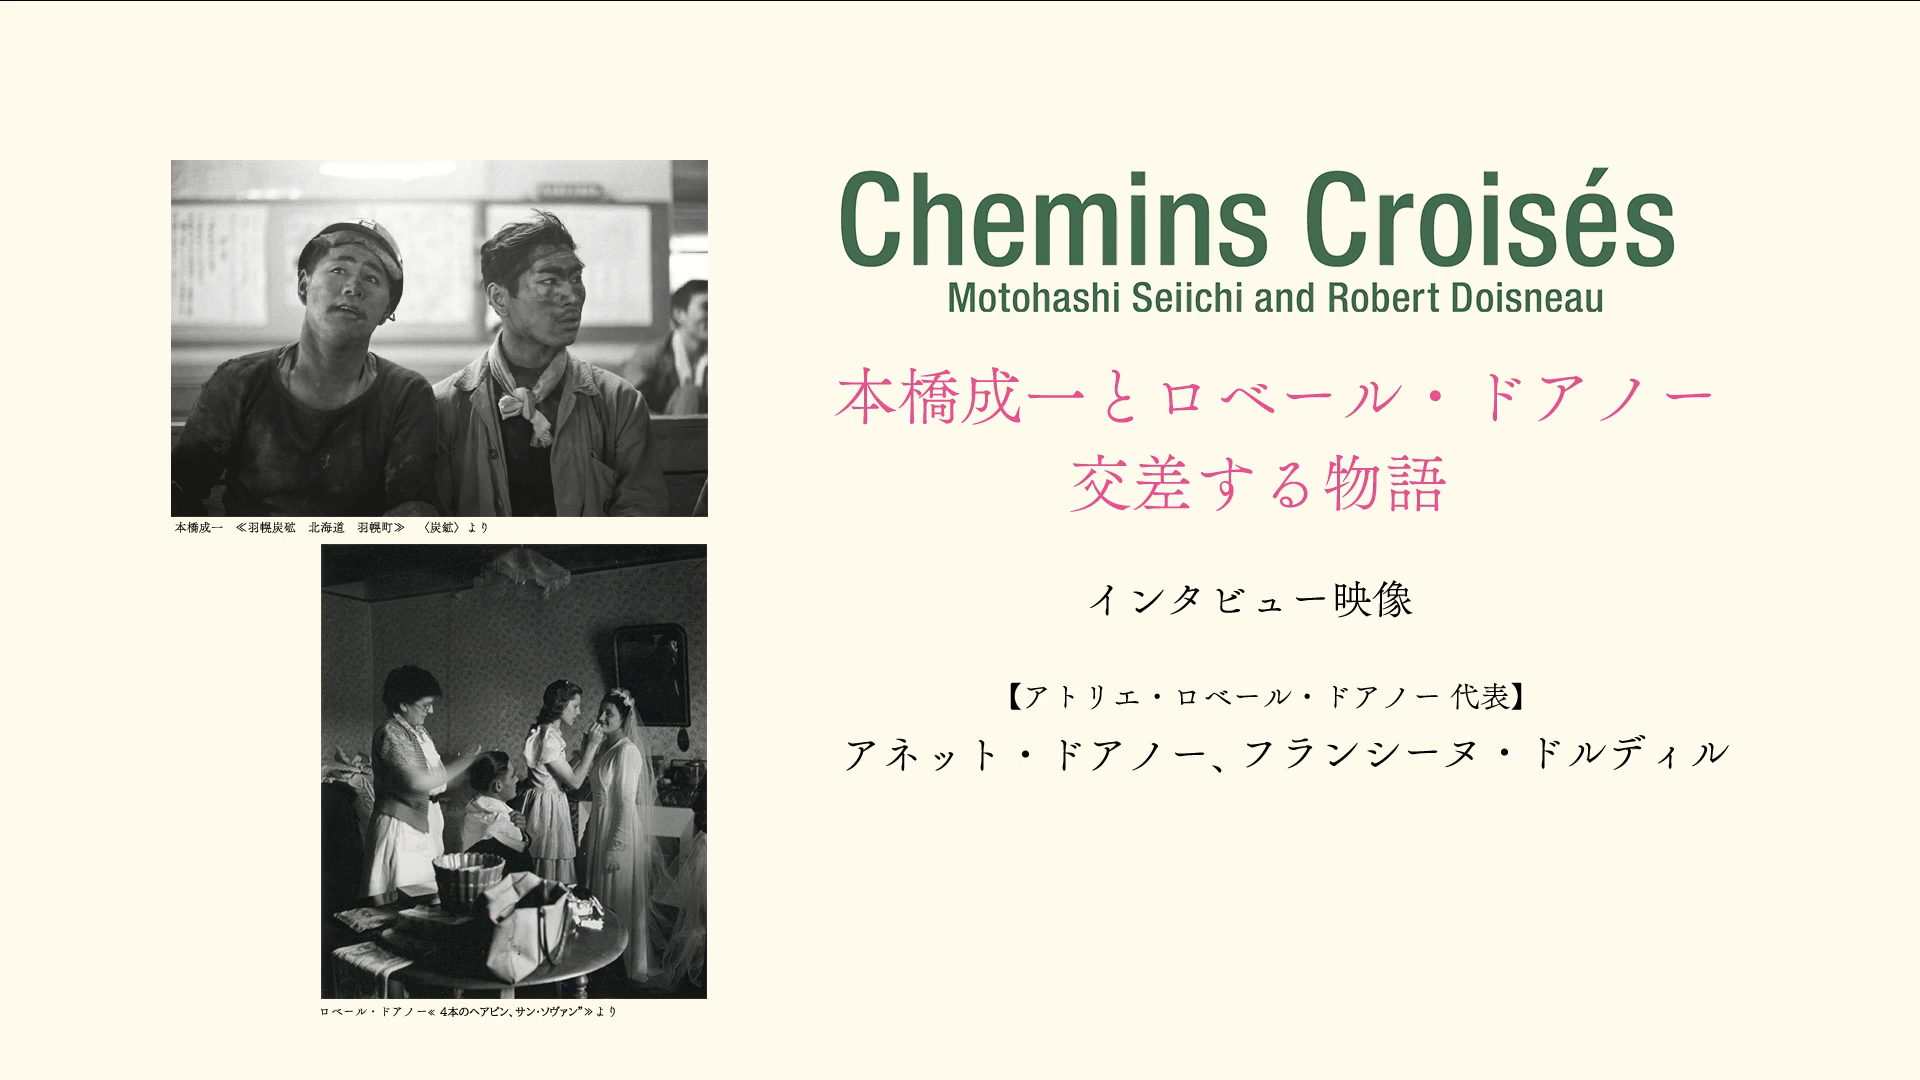 Chemins Croisés
Motohashi Seiichi and Robert Doisneau
本橋成一とロベール・ドアノー
交差する物語
インタビュー映像
【アトリエ・ロベール・ドアノー 代表】
アネット・ドアノー、フランシーヌ・ドルディル
本橋成一　≪羽幌炭砿　北海道　羽幌町≫　〈炭鉱〉より
ロベール・ドアノー≪ 4本のヘアピン、サン・ソヴァン”≫より